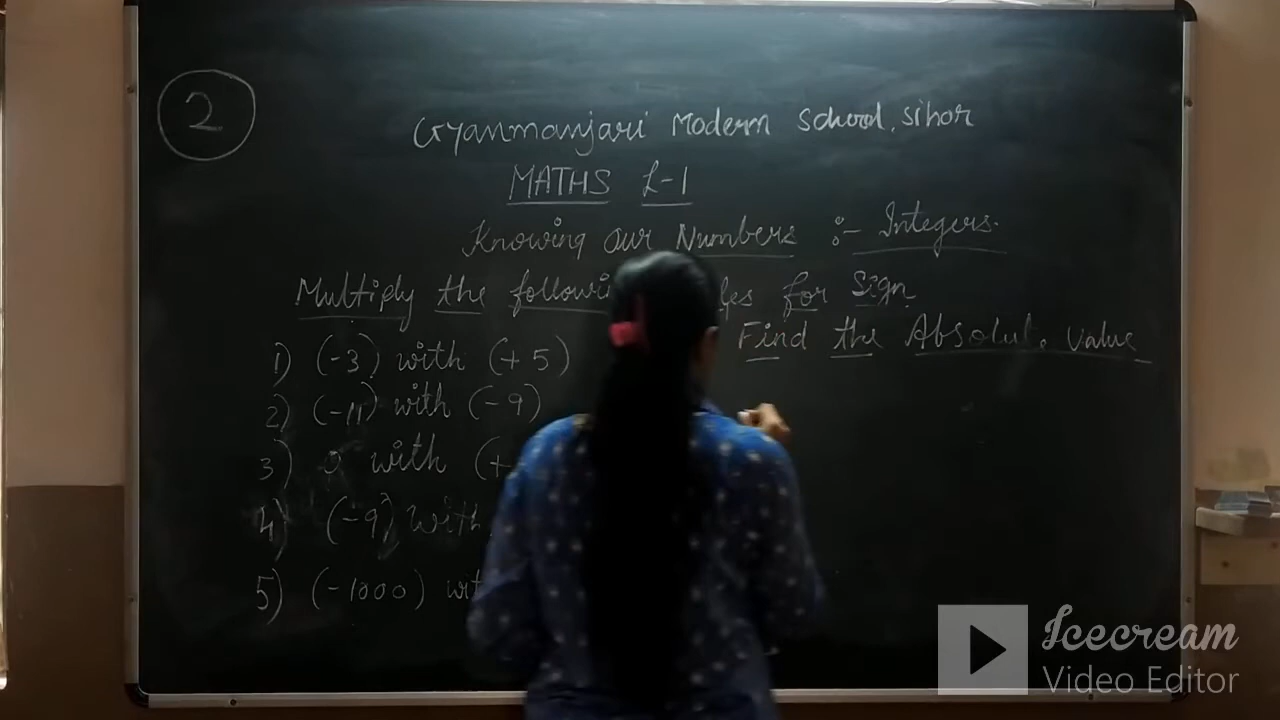 2
Gyanmanjari Modern School, Sihor
MATHS L-1
Knowing our Numbers :- Integers.
Multiply the for Sign
Find the Absolut. value
1) (-3) with (+5)
2) (-11) with (-9)
3) 0 with (+
4) (-9) with
5) (-1000)
Icecream
Video Editor